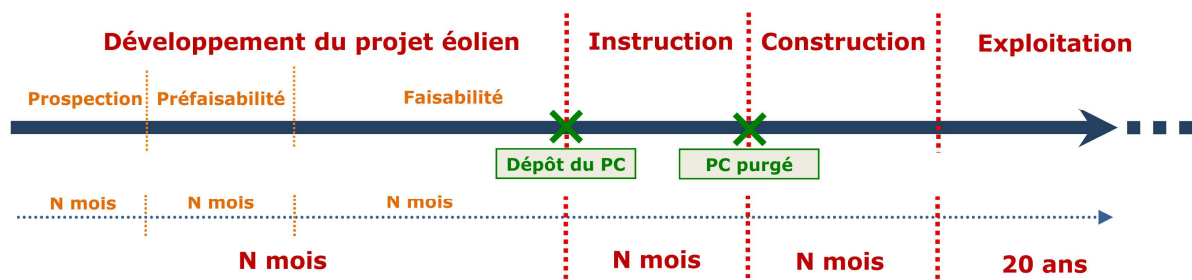 Développement du projet éolien
Instruction
Construction
Exploitation
Prospection
Préfaisabilité
Faisabilité
Dépôt du PC
PC purgé
N mois
N mois
N mois
N mois
N mois
N mois
20 ans